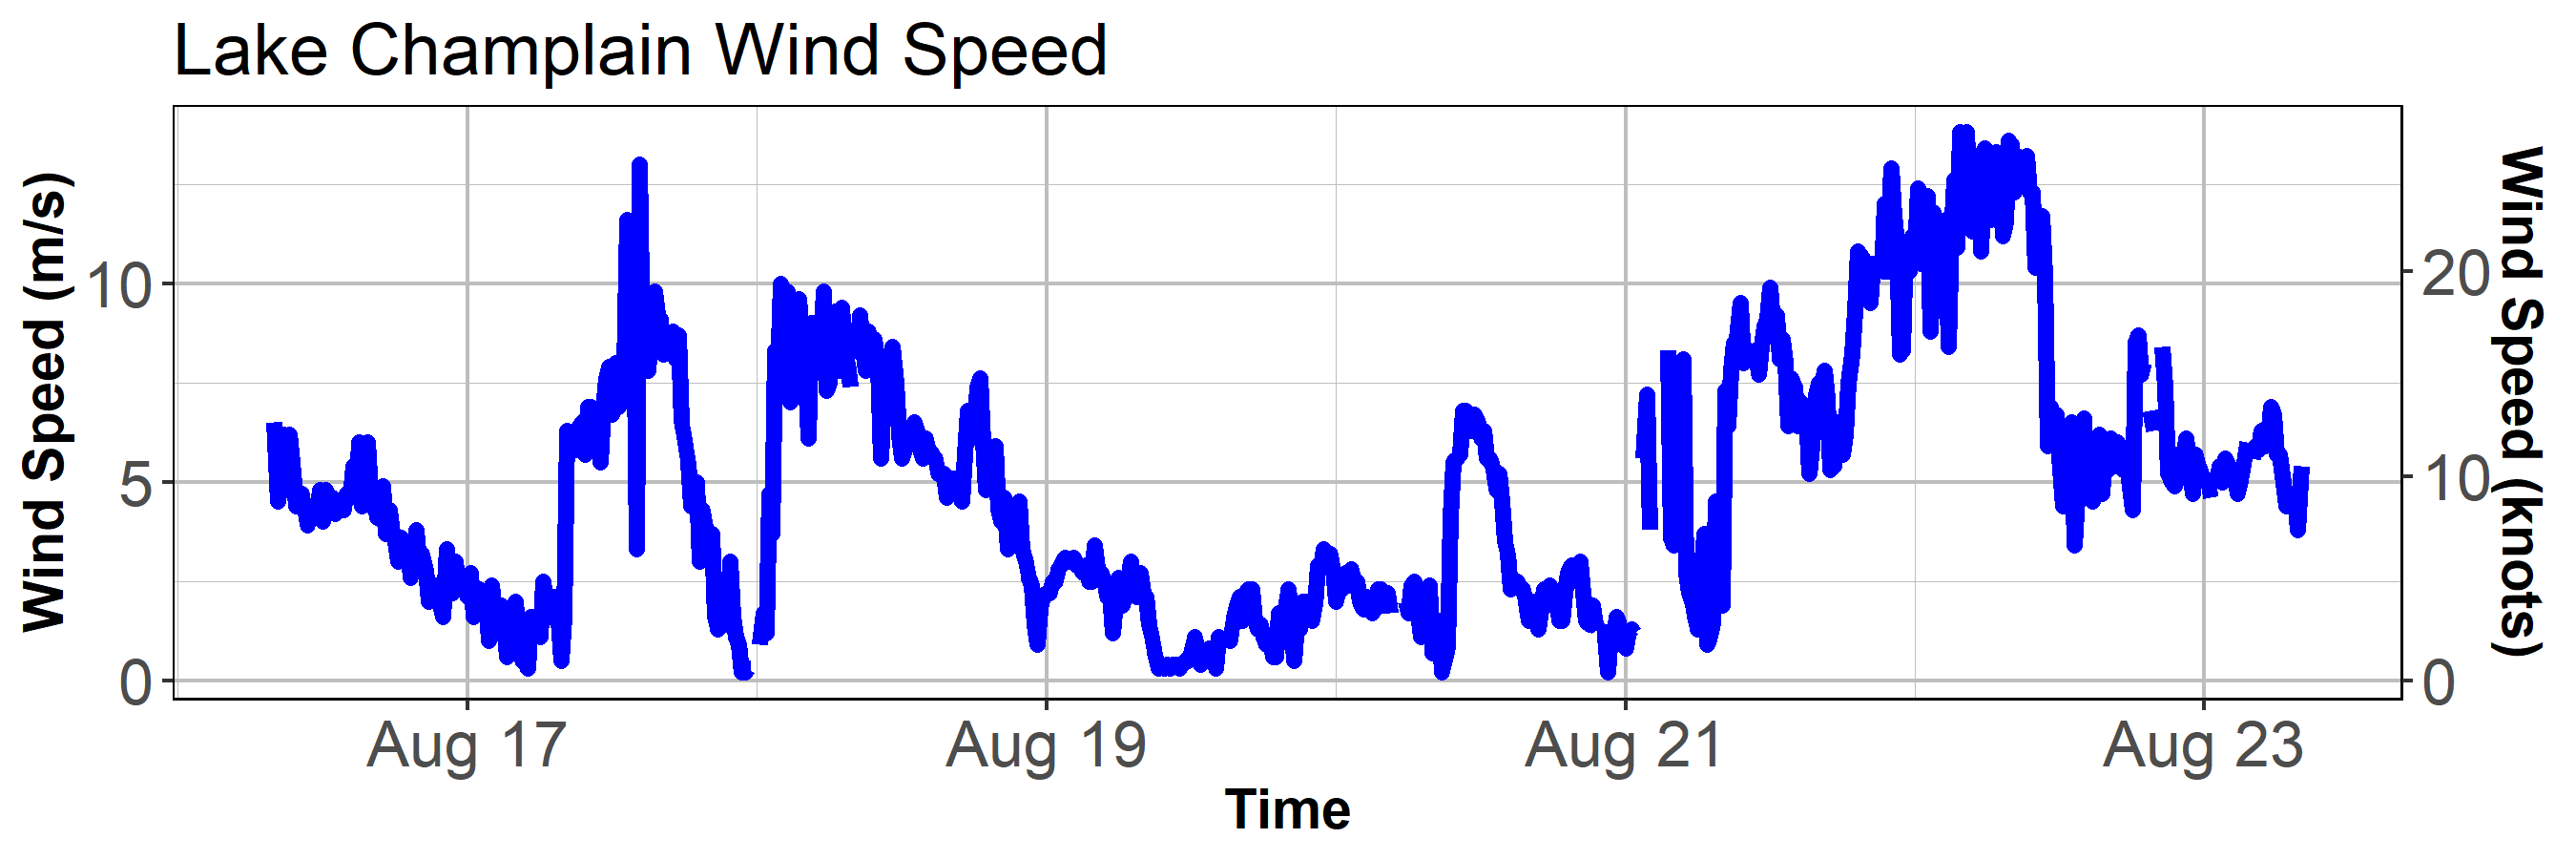 Lake Champlain Wind Speed
Wind Speed (m/s)
10
5
0
20
10
0
Wind Speed (knots)
Aug 17 Aug 19 Aug 21 Aug 23
Time